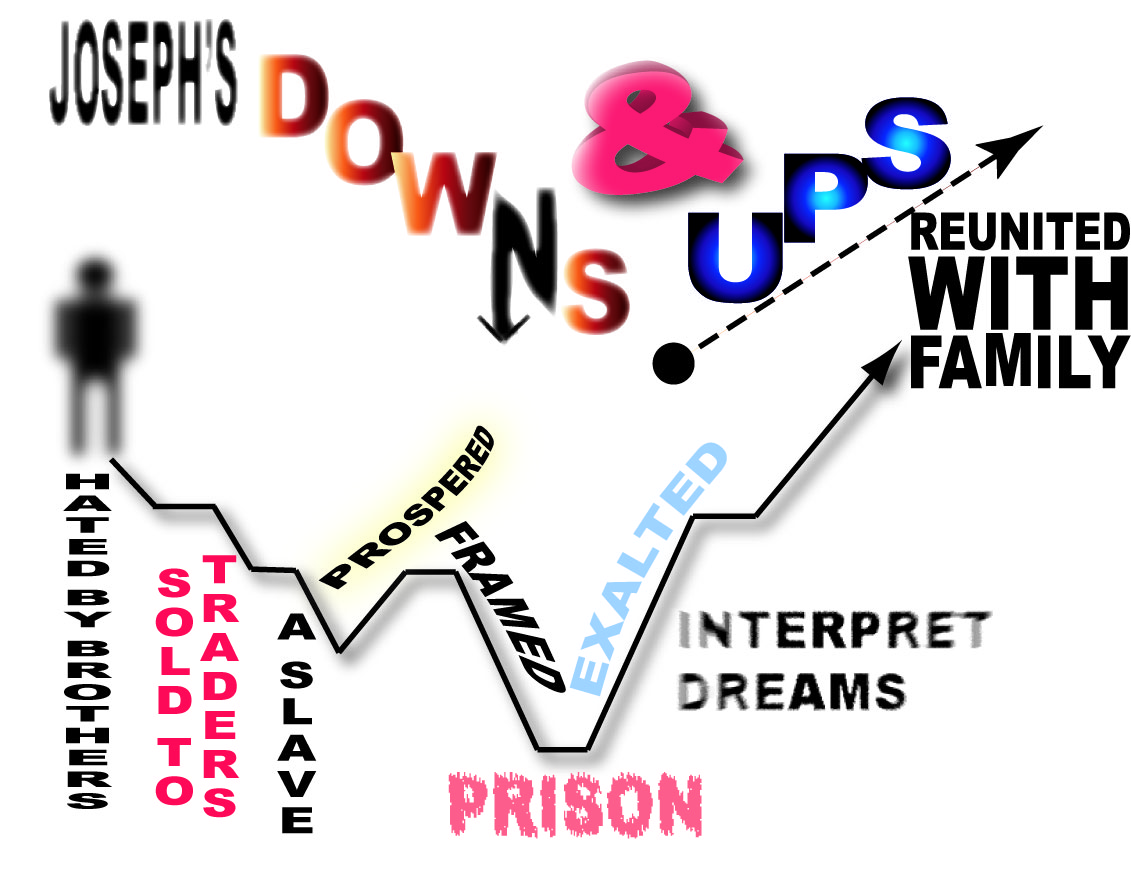 JOSEPH'S DOWNS & UPS
REUNITED
WITH
FAMILY
HATED BY BROTHERS
SOLD TO
TRADERS
A SLAVE
PROSPERED
FRAMED
PRISON
EXALTED
INTERPRET
DREAMS